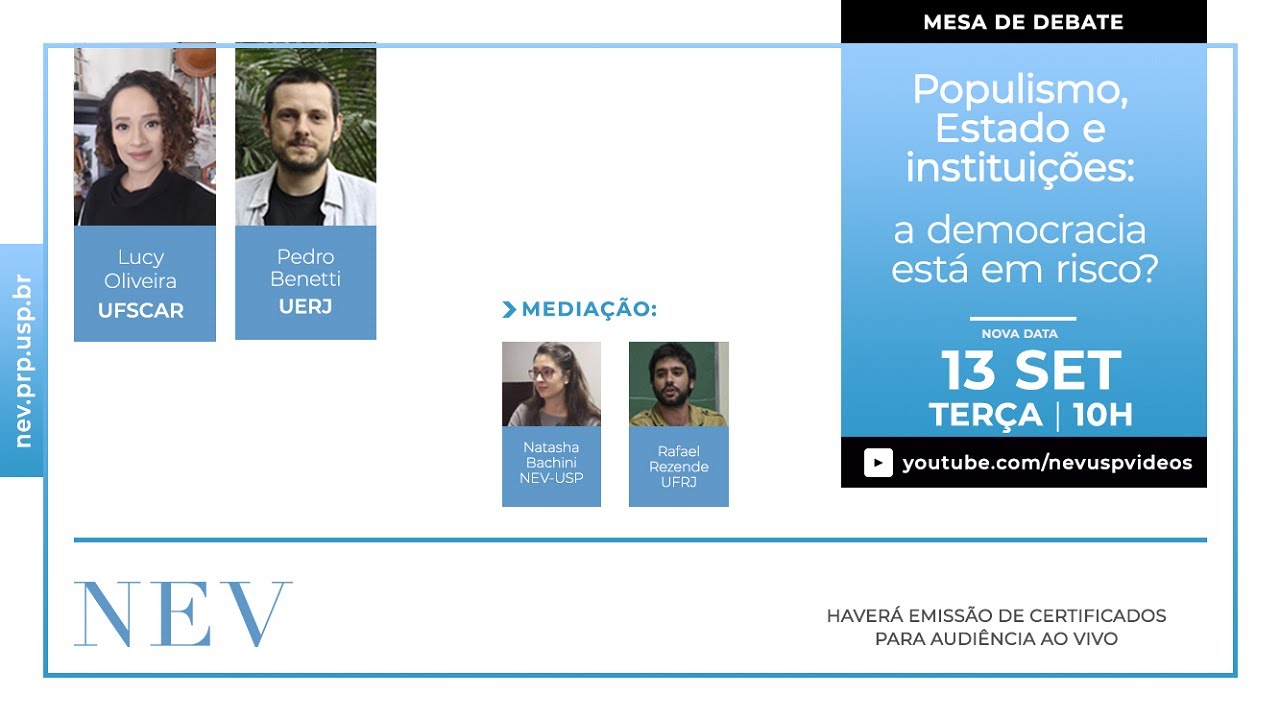 MESA DE DEBATE
Populismo,
Estado e
instituições:
a democracia
está em risco?
NOVA DATA
13 SET
TERÇA | 10H
youtube.com/nevuspvideos
Lucy
Oliveira
UFSCAR
Pedro
Benetti
UERJ
MEDIAÇÃO:
Natasha
Bachini
NEV-USP
Rafael
Rezende
UFRJ
nev.prp.usp.br
NEV
HAVERÁ EMISSÃO DE CERTIFICADOS
PARA AUDIÊNCIA AO VIVO